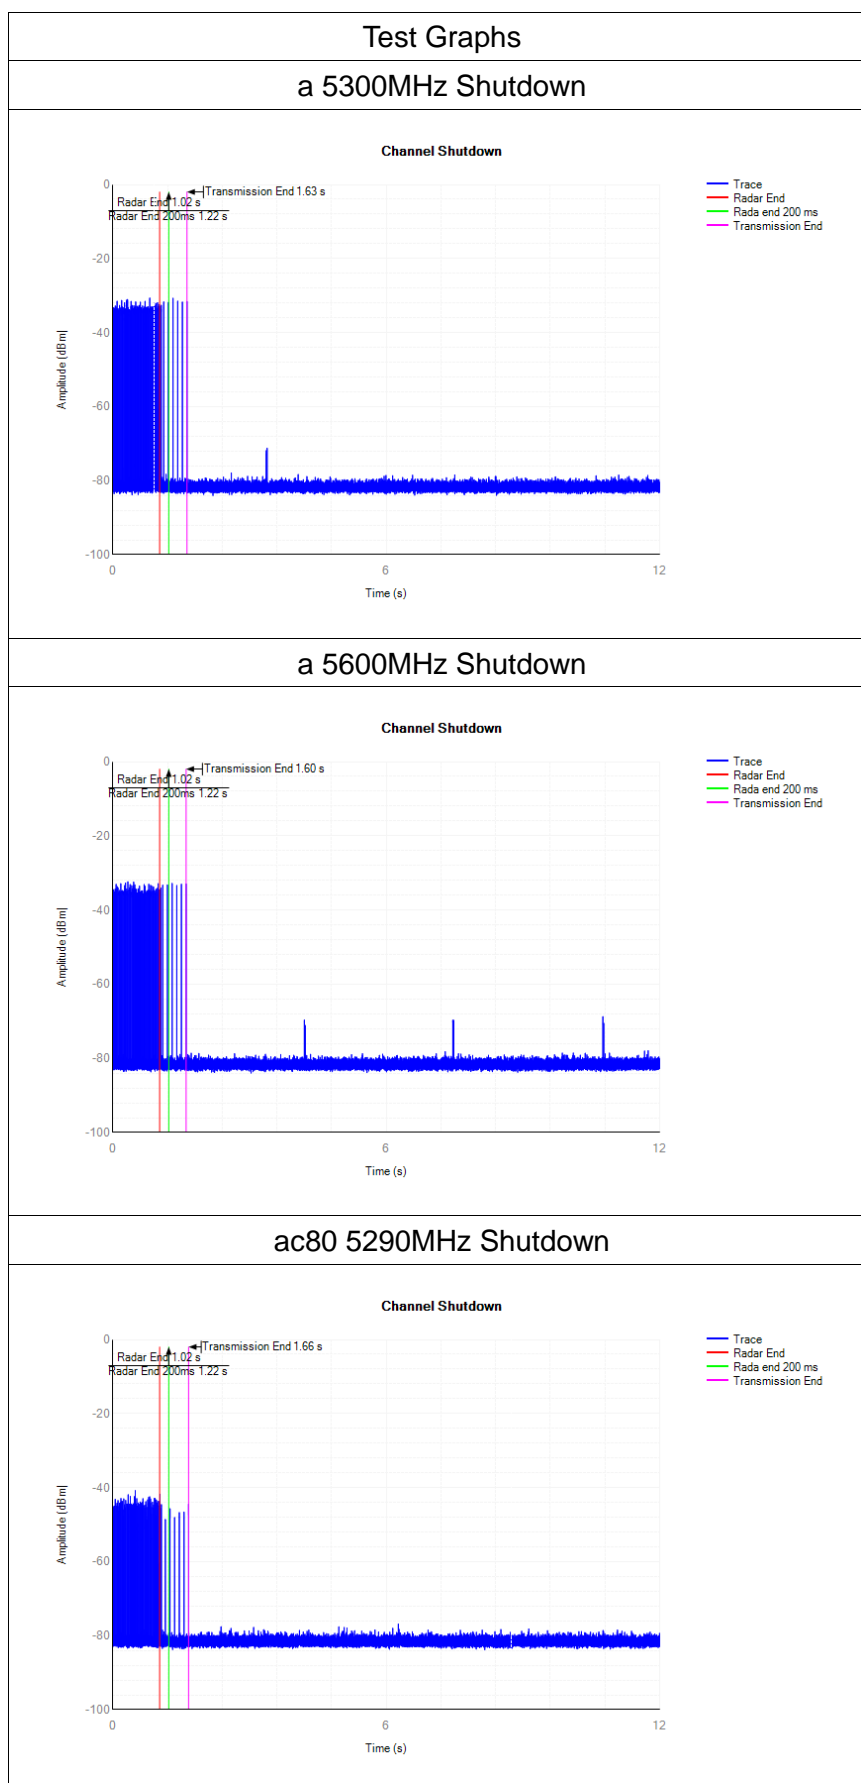 Test Graphs
a 5300MHz Shutdown
Channel Shutdown
Transmission End 1.63 s
Radar End 1.02 s
Radar End 200ms 1.22 s
Trace
Radar End
Rada end 200 ms
Transmission End
Amplitude [dBm]
0
-20
-40
-60
-80
-100
0 6 12
Time (s)
a 5600MHz Shutdown
Channel Shutdown
Transmission End 1.60 s
Radar End 1.02 s
Radar End 200ms 1.22 s
Trace
Radar End
Rada end 200 ms
Transmission End
Amplitude [dBm]
0
-20
-40
-60
-80
-100
0 6 12
Time (s)
ac80 5290MHz Shutdown
Channel Shutdown
Transmission End 1.66 s
Radar End 1.02 s
Radar End 200ms 1.22 s
Trace
Radar End
Rada end 200 ms
Transmission End
Amplitude [dBm]
0
-20
-40
-60
-80
-100
0 6 12
Time (s)